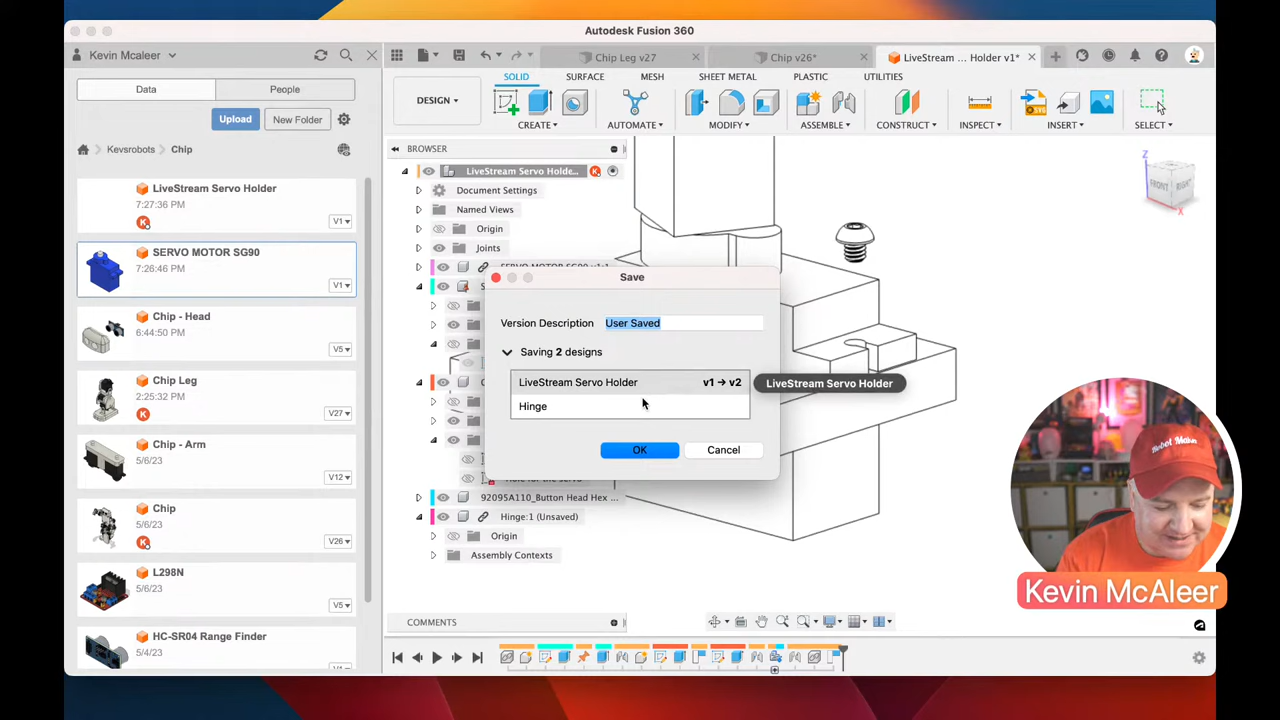 Autodesk Fusion 360
Kevin McAleer
Chip Leg v27
Chip v26*
LiveStream ... Holder v1*
Data
People
Upload
New Folder
Kevsrobots
Chip
LiveStream Servo Holder
7:27:36 PM
V1
SERVO MOTOR SG90
7:26:46 PM
V1
Chip - Head
6:44:50 PM
V5
Chip Leg
2:25:32 PM
V27
Chip - Arm
5/6/23
V12
Chip
5/6/23
V26
L298N
5/6/23
V5
HC-SR04 Range Finder
5/4/23
SOLID
SURFACE
MESH
SHEET METAL
PLASTIC
UTILITIES
DESIGN
CREATE
AUTOMATE
MODIFY
ASSEMBLE
CONSTRUCT
INSPECT
INSERT
SELECT
BROWSER
LiveStream Servo Holde...
Document Settings
Named Views
Origin
Joints
92095A110_Button Head Hex ...
Hinge:1 (Unsaved)
Origin
Assembly Contexts
Save
Version Description
User Saved
Saving 2 designs
LiveStream Servo Holder
v1 → v2
Hinge
OK
Cancel
LiveStream Servo Holder
Z
FRONT
RIGHT
X
COMMENTS
Robot Maker
Kevin McAleer